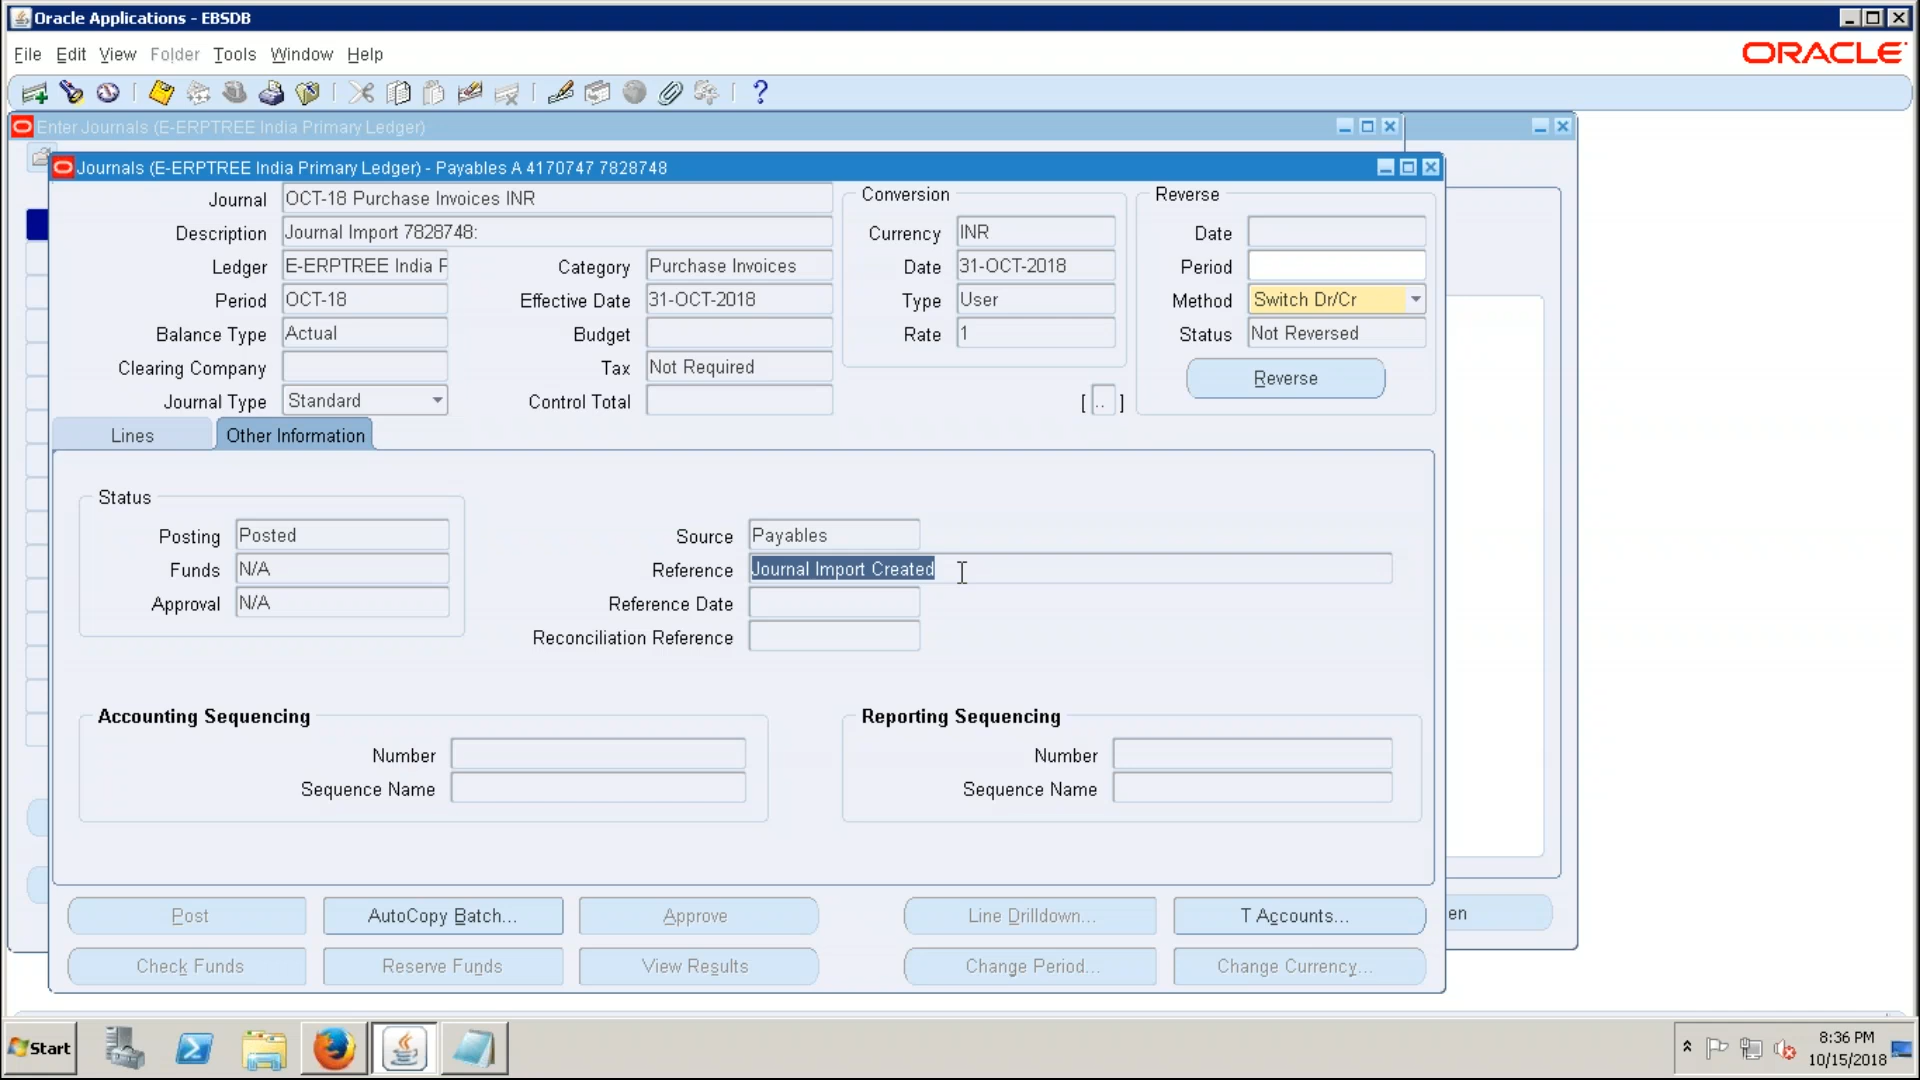 Oracle Applications - EBSDB
File Edit View Folder Tools Window Help
ORACLE
Enter Journals (E-ERPTREE India Primary Ledger)
Journals (E-ERPTREE India Primary Ledger) - Payables A 4170747 7828748
Journal OCT-18 Purchase Invoices INR
Description Journal Import 7828748:
Ledger E-ERPTREE India P
Category Purchase Invoices
Period OCT-18
Effective Date 31-OCT-2018
Balance Type Actual
Budget
Clearing Company
Tax Not Required
Journal Type Standard
Control Total
Conversion
Currency INR
Date 31-OCT-2018
Type User
Rate 1
[ .. ]
Reverse
Date
Period
Method Switch Dr/Cr
Status Not Reversed
Reverse
Lines Other Information
Status
Posting Posted
Funds N/A
Approval N/A
Source Payables
Reference Journal Import Created
Reference Date
Reconciliation Reference
Accounting Sequencing
Number
Sequence Name
Reporting Sequencing
Number
Sequence Name
Post AutoCopy Batch... Approve Line Drilldown... T Accounts... en
Check Funds Reserve Funds View Results Change Period... Change Currency...
Start
8:36 PM
10/15/2018